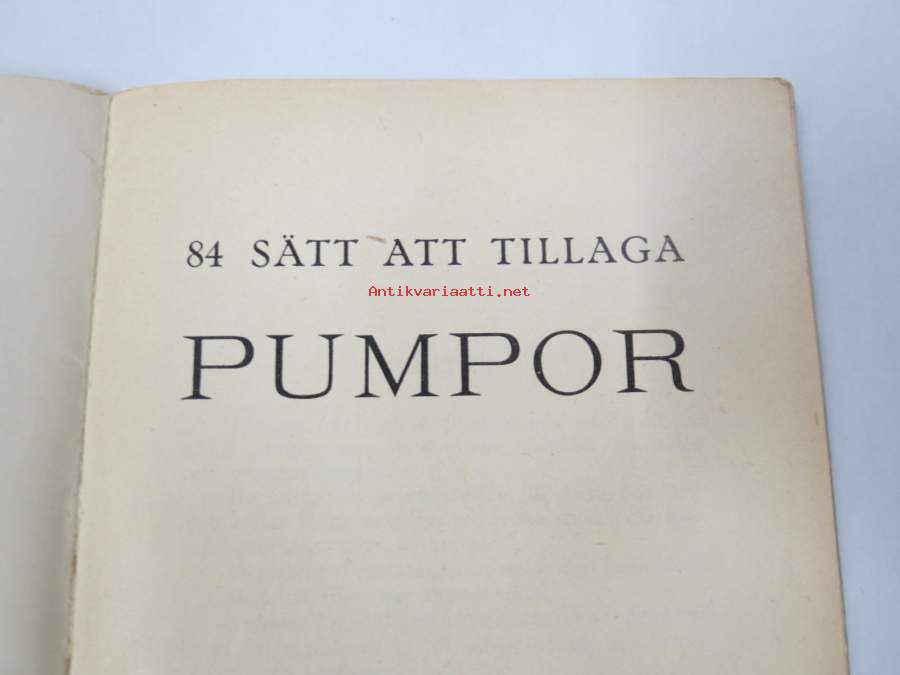 84 SÄTT ATT TILLAGA
Antikvariaatti.net
PUMPOR